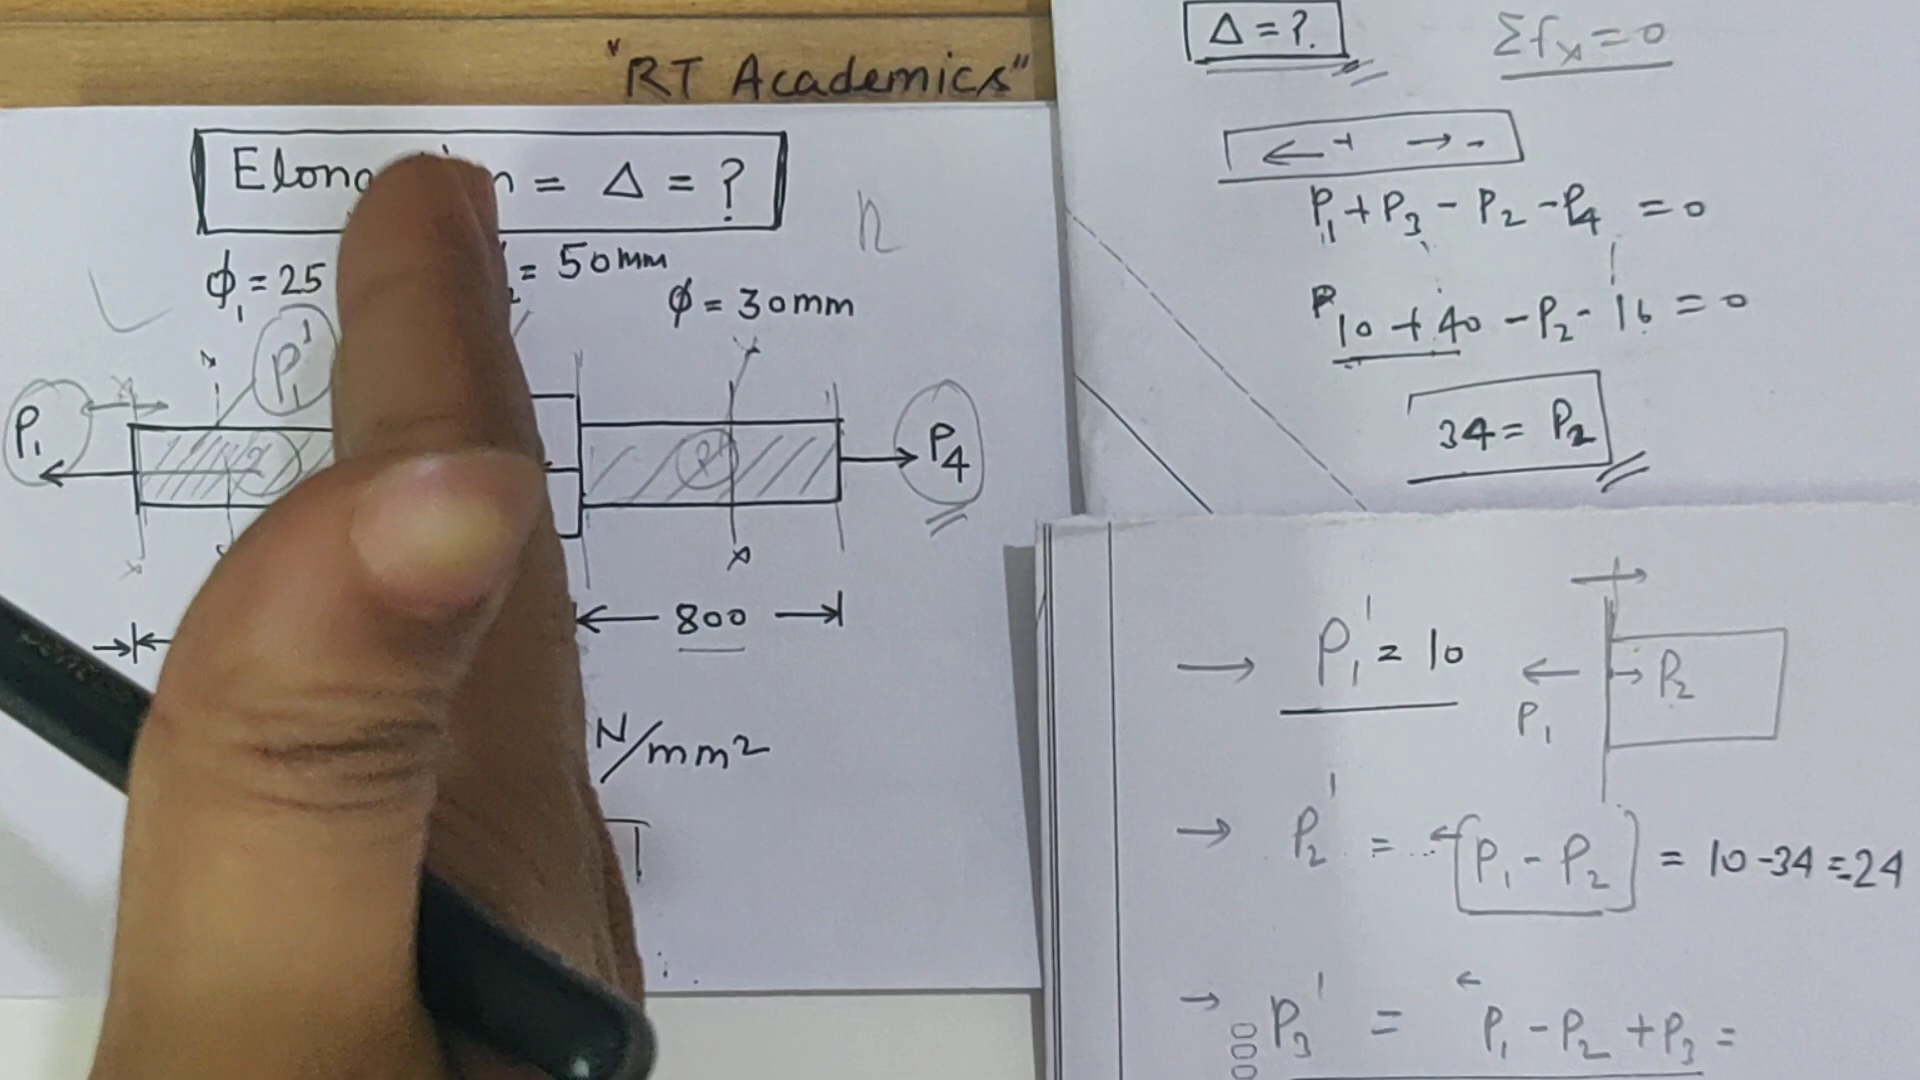 "RT Academics"
= Δ = ?
ϕ₁ = 25
= 50mm
ϕ = 30mm
P₁'
P₁
P₄
800
N/mm²
Δ = ?
Σfₓ = 0
← + → -
P₁ + P₃ - P₂ - P₄ = 0
10 + 40 - P₂ - 16 = 0
34 = P₂
→ P₁' = 10
← → P₂
P₁
→ P₂' = [P₁ - P₂] = 10 - 34 = 24
→ P₃' = P₁ - P₂ + P₃ =